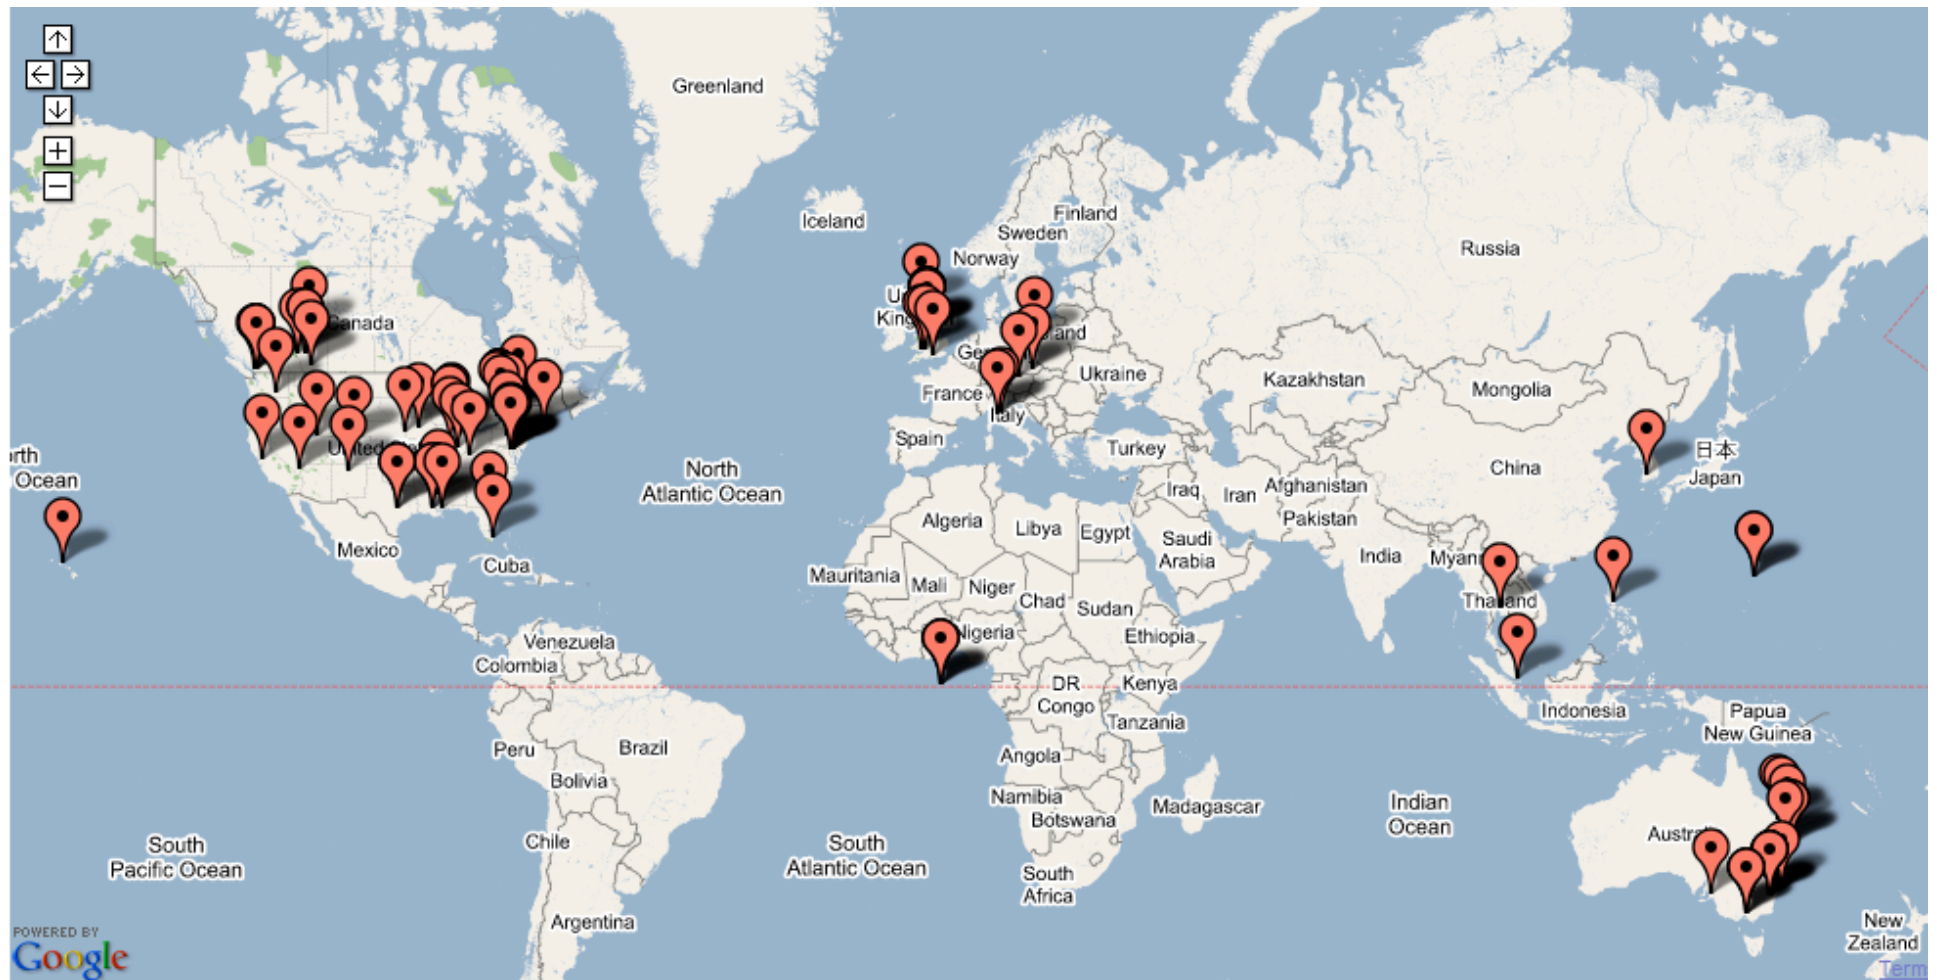 Greenland
Iceland
Finland
Sweden
Norway
Russia
Canada
Ukraine
France
Italy
Kazakhstan
Mongolia
Spain
Turkey
North
Atlantic Ocean
China
日本
Japan
Ocean
Iraq
Iran
Afghanistan
Pakistan
Algeria
Libya
Egypt
Saudi
Arabia
India
Mexico
Cuba
Mauritania
Mali
Niger
Chad
Sudan
Nigeria
Ethiopia
Venezuela
Colombia
DR
Congo
Kenya
Tanzania
Indonesia
Papua
New Guinea
Peru
Brazil
Bolivia
Angola
Namibia
Botswana
Madagascar
Indian
Ocean
Chile
South
Pacific Ocean
South
Atlantic Ocean
South
Africa
Argentina
New
Zealand
POWERED BY
Google
Term